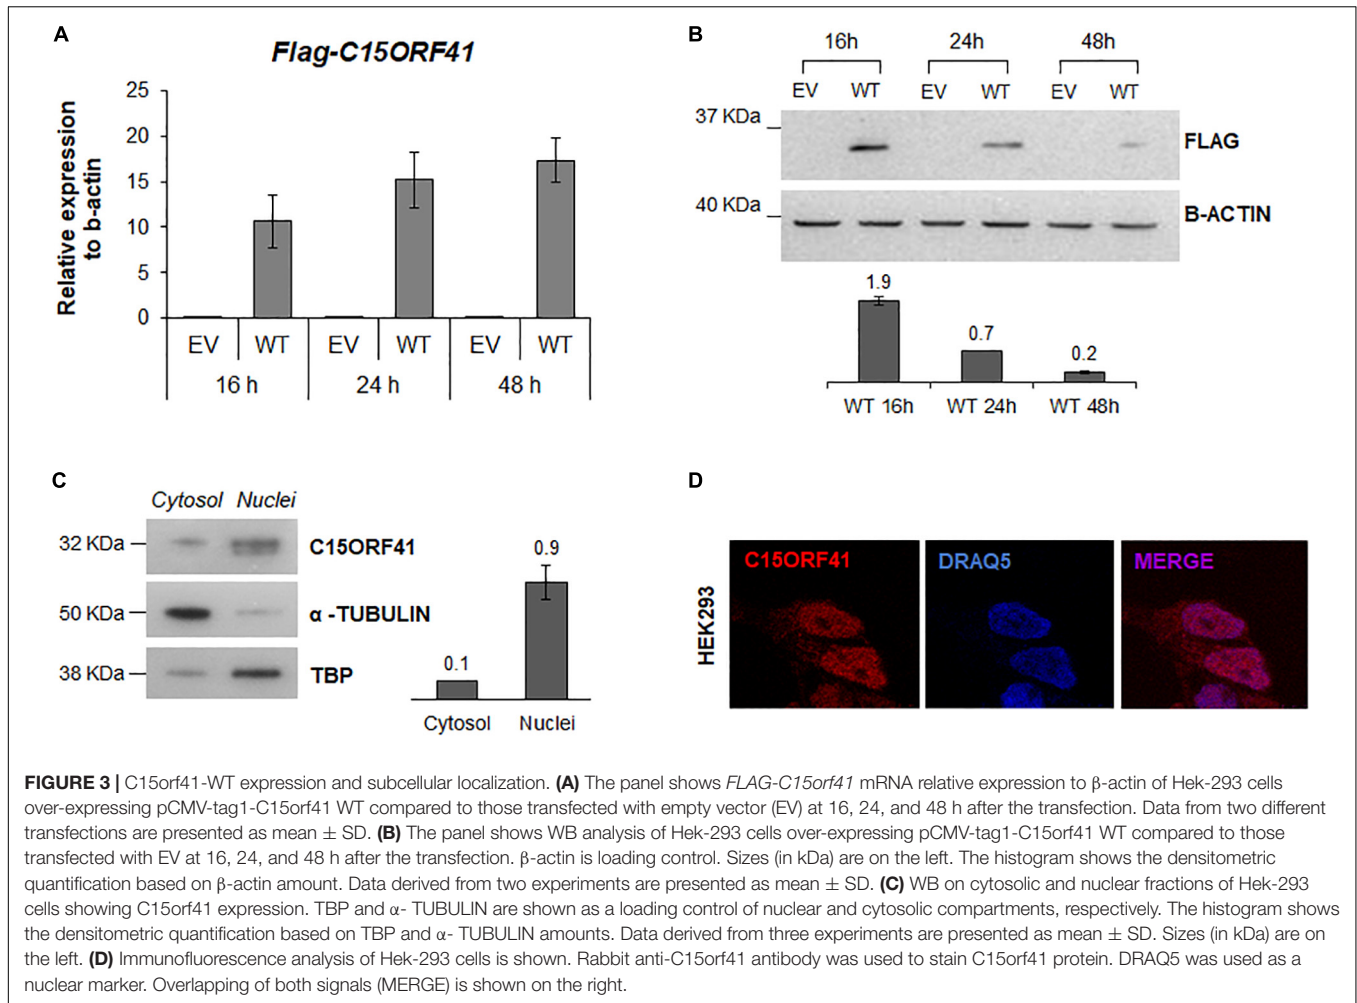 A
Flag-C15ORF41
Relative expression
to b-actin
25
20
15
10
5
0
EV WT EV WT EV WT
16 h 24 h 48 h
B
16h 24h 48h
EV WT EV WT EV WT
37 KDa
FLAG
40 KDa
B-ACTIN
1.9
0.7
0.2
WT 16h WT 24h WT 48h
C
Cytosol Nuclei
32 KDa
C15ORF41
50 KDa
α -TUBULIN
38 KDa
TBP
0.9
0.1
Cytosol Nuclei
D
HEK293
C15ORF41 DRAQ5 MERGE
FIGURE 3 | C15orf41-WT expression and subcellular localization. (A) The panel shows FLAG-C15orf41 mRNA relative expression to β-actin of Hek-293 cells
over-expressing pCMV-tag1-C15orf41 WT compared to those transfected with empty vector (EV) at 16, 24, and 48 h after the transfection. Data from two different
transfections are presented as mean ± SD. (B) The panel shows WB analysis of Hek-293 cells over-expressing pCMV-tag1-C15orf41 WT compared to those
transfected with EV at 16, 24, and 48 h after the transfection. β-actin is loading control. Sizes (in kDa) are on the left. The histogram shows the densitometric
quantification based on β-actin amount. Data derived from two experiments are presented as mean ± SD. (C) WB on cytosolic and nuclear fractions of Hek-293
cells showing C15orf41 expression. TBP and α- TUBULIN are shown as a loading control of nuclear and cytosolic compartments, respectively. The histogram shows
the densitometric quantification based on TBP and α- TUBULIN amounts. Data derived from three experiments are presented as mean ± SD. Sizes (in kDa) are on
the left. (D) Immunofluorescence analysis of Hek-293 cells is shown. Rabbit anti-C15orf41 antibody was used to stain C15orf41 protein. DRAQ5 was used as a
nuclear marker. Overlapping of both signals (MERGE) is shown on the right.